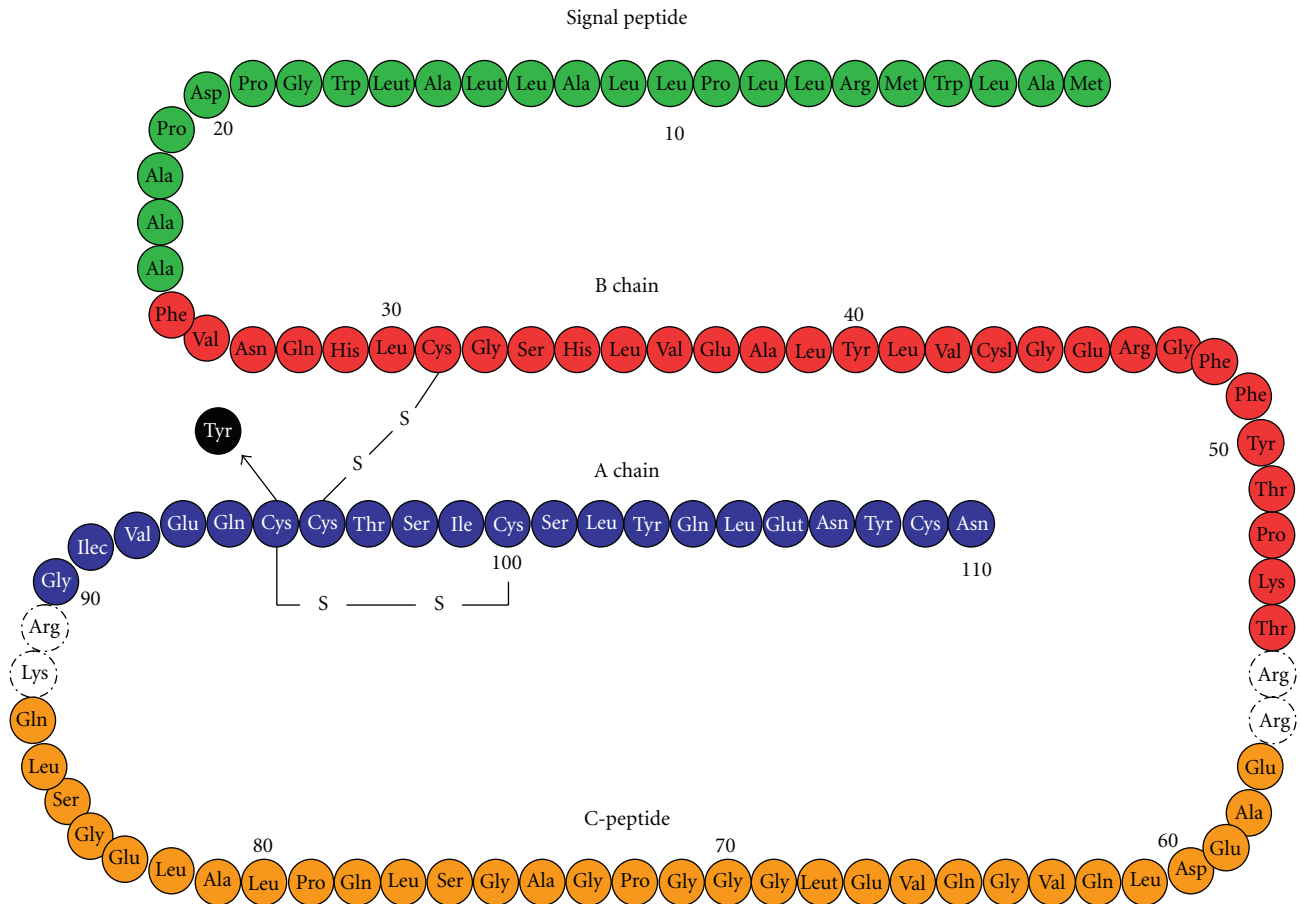 Signal peptide
Asp Pro Gly Trp Leut Ala Leut Leu Ala Leu Leu Pro Leu Leu Arg Met Trp Leu Ala Met
20
10
Pro
Ala
Ala
Ala
B chain
30
40
Phe Val Asn Gln His Leu Cys Gly Ser His Leu Val Glu Ala Leu Tyr Leu Val Cysl Gly Glu Arg Gly Phe Phe
S
S
Tyr
50
Tyr
Thr
Pro
Lys
Thr
A chain
Gly Ilec Val Glu Gln Cys Cys Thr Ser Ile Cys Ser Leu Tyr Gln Leu Glut Asn Tyr Cys Asn
90
100
110
S
S
Arg
Lys
Arg
Arg
Gln
Leu
Ser
Gly
Glu
Glu
Ala
Glu
C-peptide
80
70
60
Leu Ala Leu Pro Gln Leu Ser Gly Ala Gly Pro Gly Gly Gly Leut Glu Val Gln Gly Val Gln Leu Asp